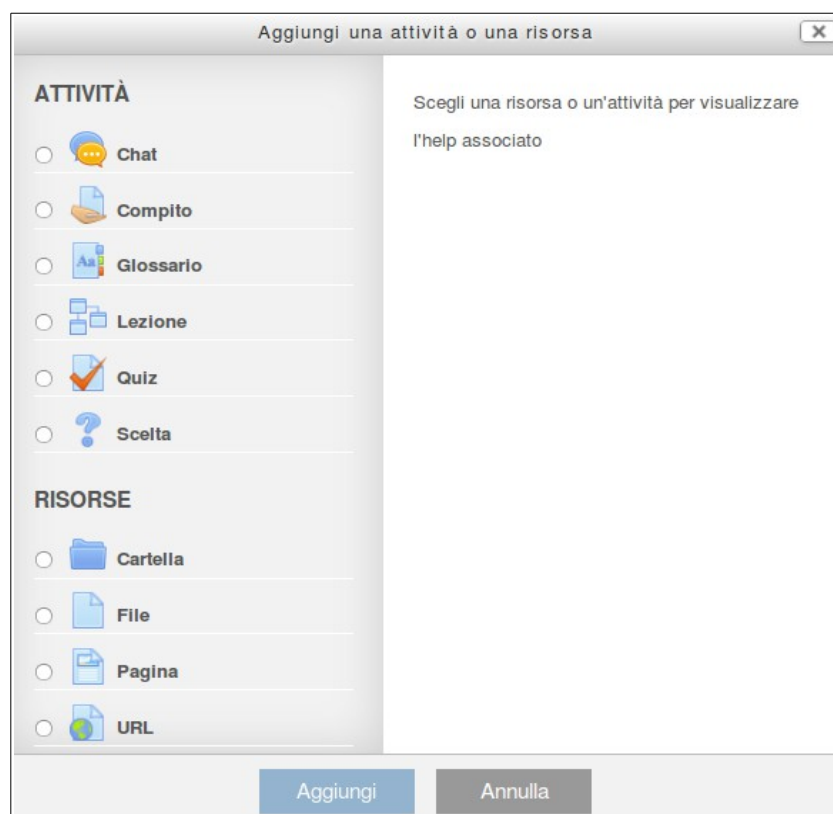 Aggiungi una attività o una risorsa
ATTIVITÀ
Chat
Compito
Aa
Glossario
Lezione
Quiz
Scelta
RISORSE
Cartella
File
Pagina
URL
Scegli una risorsa o un'attività per visualizzare
l'help associato
Aggiungi
Annulla